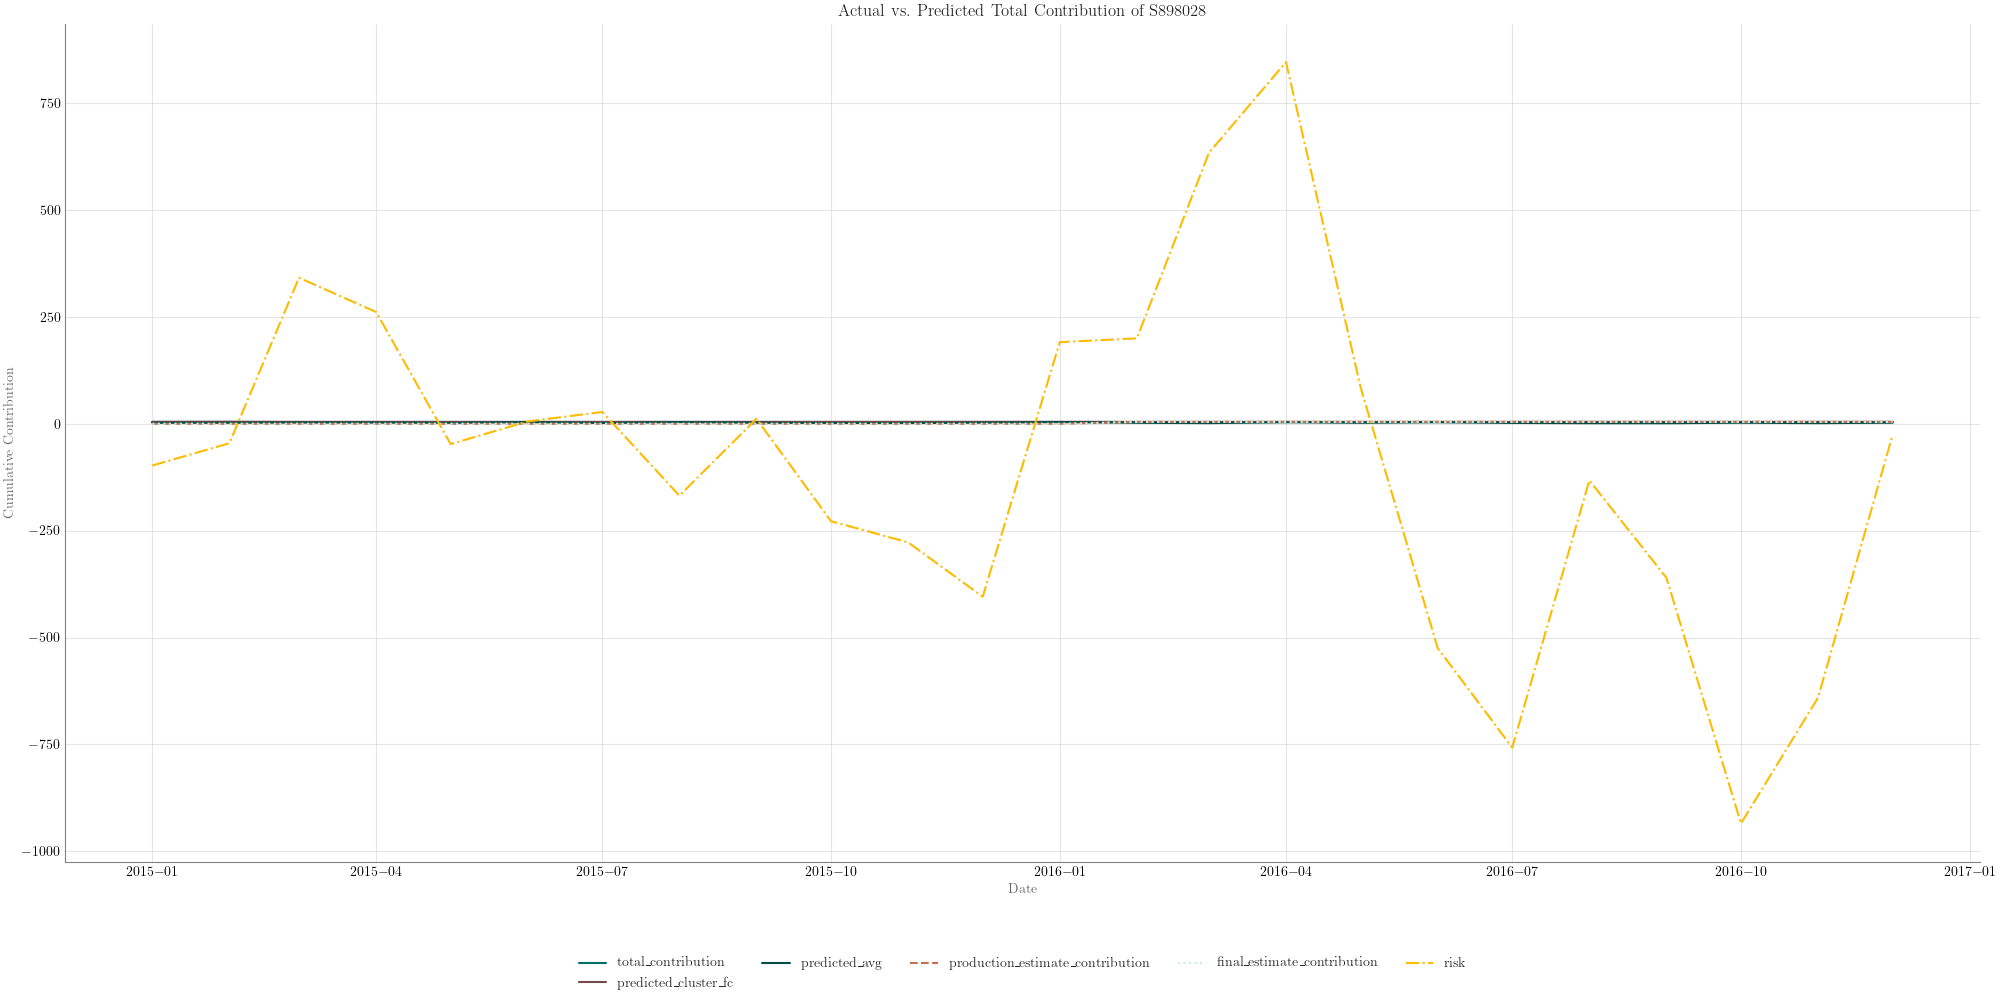 Actual vs. Predicted Total Contribution of S898028
Cumulative Contribution
750
500
250
0
−250
−500
−750
−1000
2015−01 2015−04 2015−07 2015−10 2016−01 2016−04 2016−07 2016−10 2017−01
Date
total_contribution predicted_avg production_estimate_contribution final_estimate_contribution risk
predicted_cluster_fc